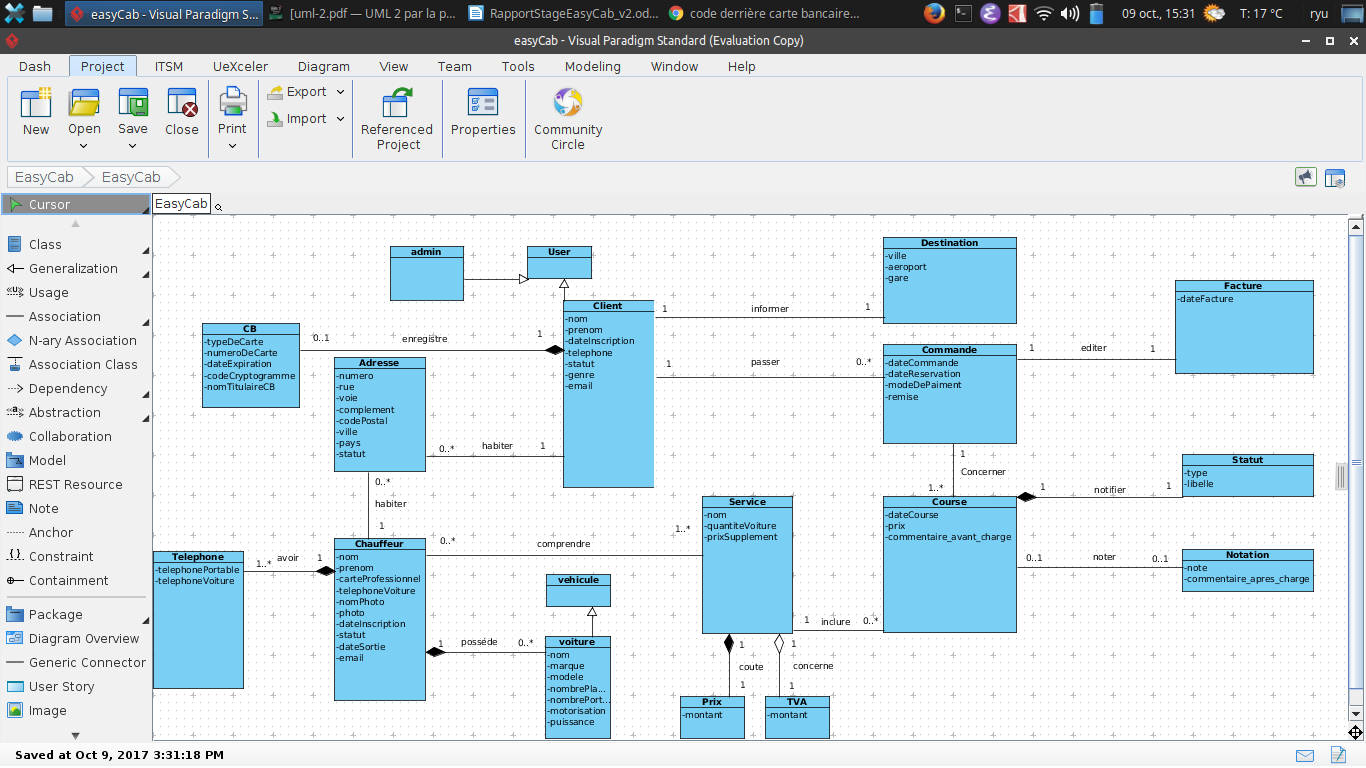 easyCab - Visual Paradigm S...
[uml-2.pdf — UML 2 par la p...
RapportStageEasyCab_v2.od...
code derrière carte bancaire...
09 oct., 15:31
T: 17 °C
ryu
easyCab - Visual Paradigm Standard (Evaluation Copy)
Dash
Project
ITSM
UeXceler
Diagram
View
Team
Tools
Modeling
Window
Help
New
Open
Save
Close
Print
Export
Import
Referenced
Project
Properties
Community
Circle
EasyCab
EasyCab
Cursor
Class
Generalization
Usage
Association
N-ary Association
Association Class
Dependency
Abstraction
Collaboration
Model
REST Resource
Note
Anchor
Constraint
Containment
Package
Diagram Overview
Generic Connector
User Story
Image
EasyCab
admin
User
Client
-nom
-prenom
-dateInscription
-telephone
-statut
-genre
-email
Destination
-ville
-aeroport
-gare
1 informer 1
Facture
-dateFacture
CB
-typeDeCarte
-numeroDeCarte
-dateExpiration
-codeCryptogramme
-nomTitulaireCB
0..1 enregistre 1
Adresse
-numero
-rue
-voie
-complement
-codePostal
-ville
-pays
-statut
0..* habiter 1
Commande
-dateCommande
-dateReservation
-modeDePaiment
-remise
1 passer 0..*
1 editer 1
1
Concerner
1..*
0..*
habiter
1
Statut
-type
-libelle
1 notifier 1
Course
-dateCourse
-prix
-commentaire_avant_charge
Service
-nom
-quantiteVoiture
-prixSupplement
0..* comprendre 1..*
Chauffeur
-nom
-prenom
-carteProfessionnel
-telephoneVoiture
-nomPhoto
-photo
-dateInscription
-statut
-dateSortie
-email
Telephone
-telephonePortable
-telephoneVoiture
1..* avoir 1
Notation
-note
-commentaire_apres_charge
0..1 noter 0..1
vehicule
voiture
-nom
-marque
-modele
-nombrePla...
-nombrePort...
-motorisation
-puissance
1 posséde 0..*
1 inclure 0..*
1
coute
1
1
concerne
1
Prix
-montant
TVA
-montant
Saved at Oct 9, 2017 3:31:18 PM